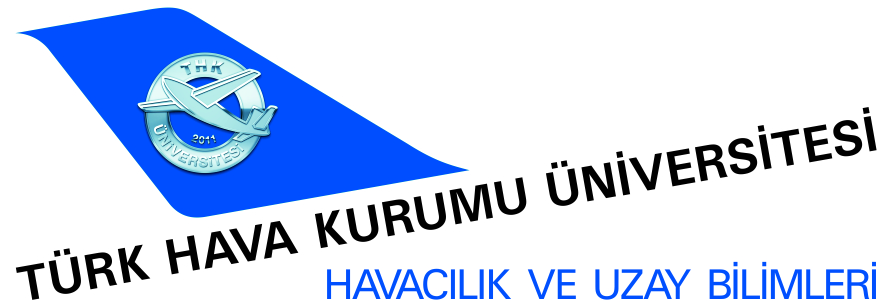 THK
2011
ÜNİVERSİTESİ
TÜRK HAVA KURUMU ÜNİVERSİTESİ
HAVACILIK VE UZAY BİLİMLERİ